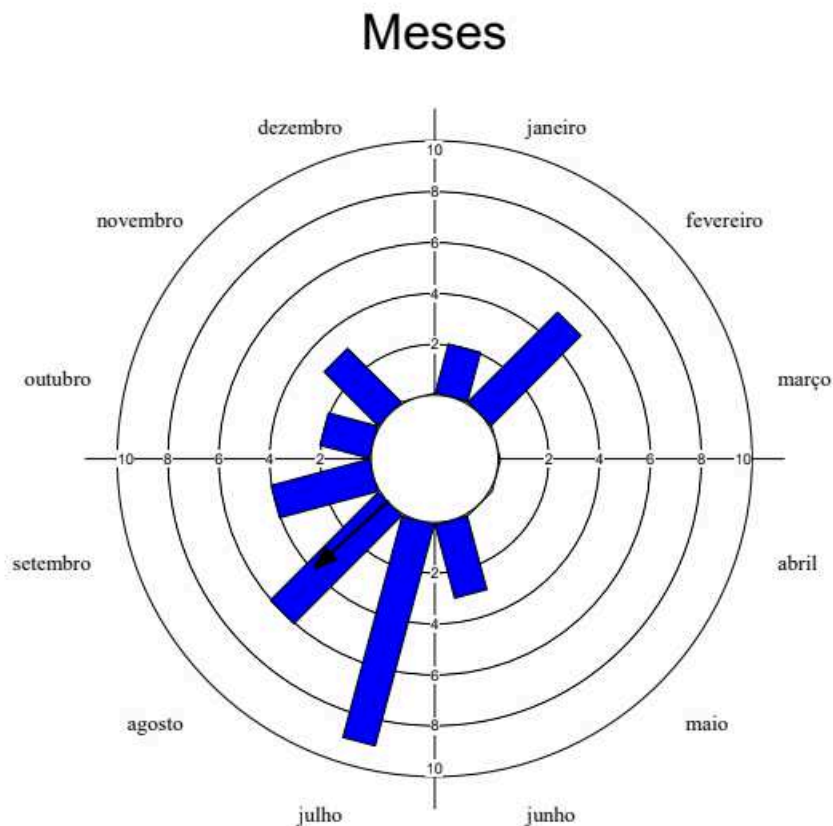 Meses
dezembro janeiro
10
novembro fevereiro
8
6
4
2
outubro março
10 8 6 4 2 2 4 6 8 10
setembro abril
2
4
6
agosto maio
8
10
julho junho